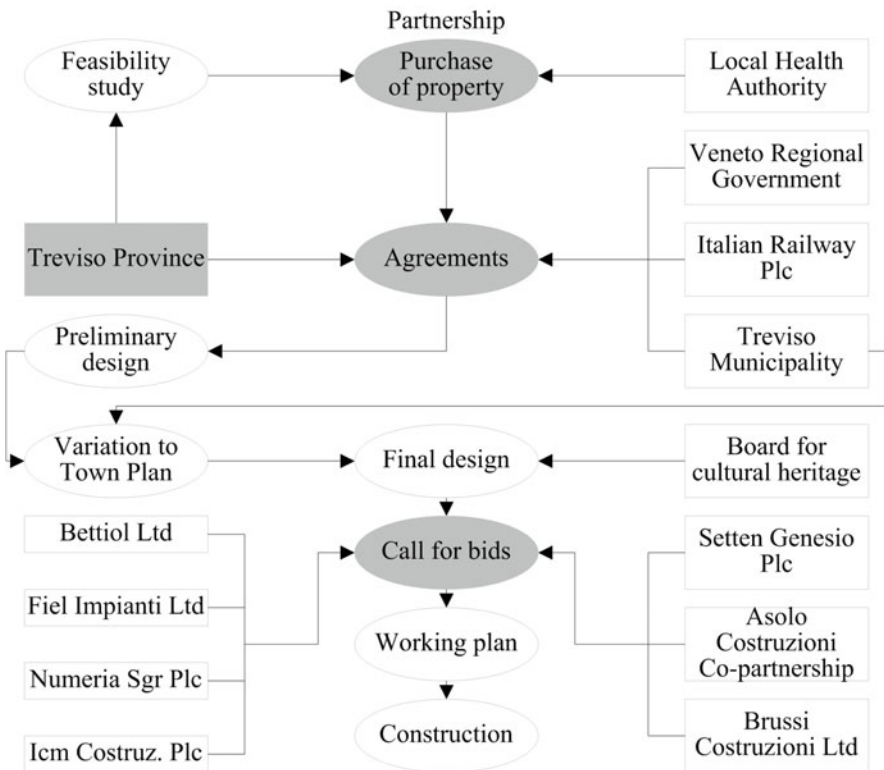 Partnership
Feasibility
study
Purchase
of property
Local Health
Authority
Veneto Regional
Government
Treviso Province
Agreements
Italian Railway
Plc
Preliminary
design
Treviso
Municipality
Variation to
Town Plan
Final design
Board for
cultural heritage
Bettiol Ltd
Call for bids
Setten Genesio
Plc
Fiel Impianti Ltd
Working plan
Asolo
Costruzioni
Co-partnership
Numeria Sgr Plc
Construction
Brussi
Costruzioni Ltd
Icm Costruz. Plc